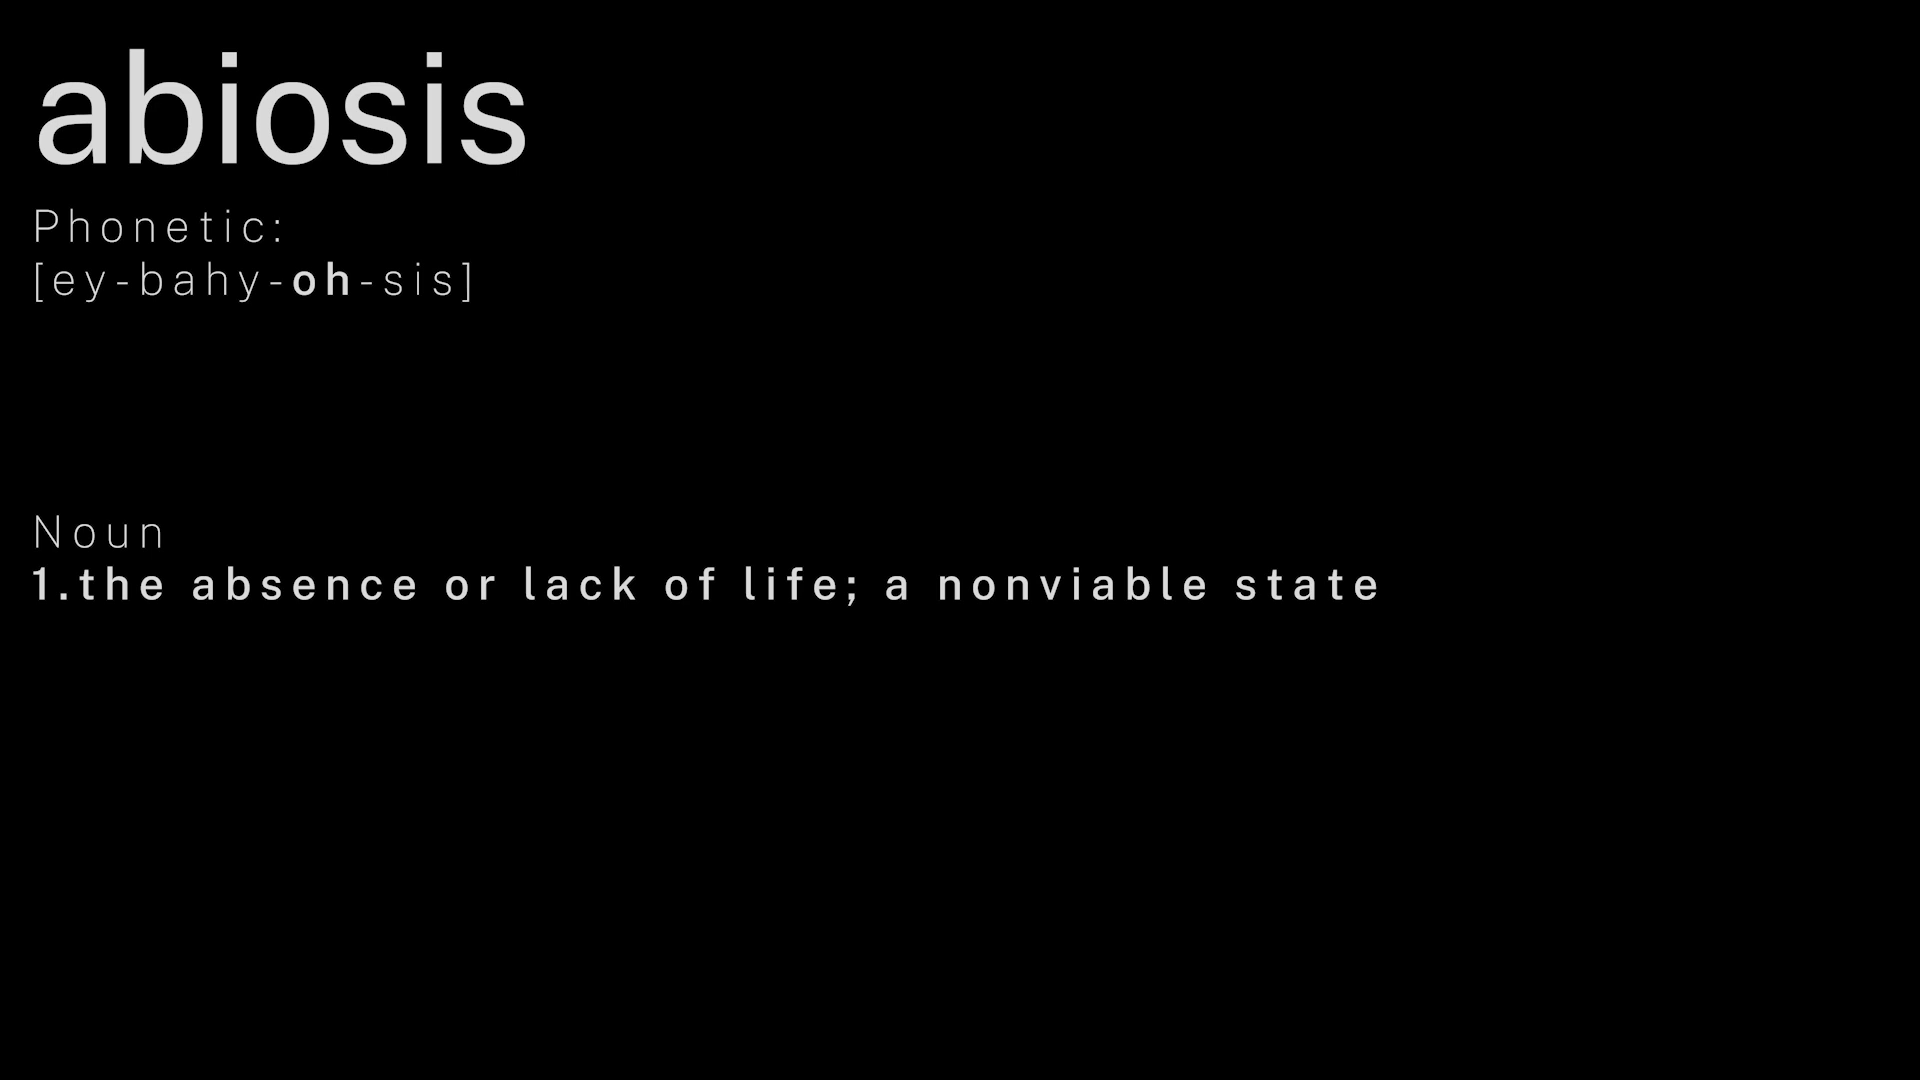 abiosis
Phonetic:
[ey-bahy-oh-sis]
Noun
1.the absence or lack of life; a nonviable state